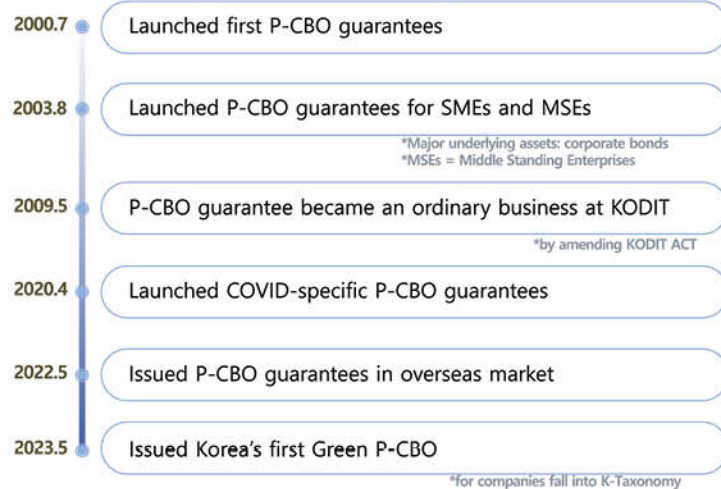 2000.7 Launched first P-CBO guarantees
2003.8 Launched P-CBO guarantees for SMEs and MSEs
*Major underlying assets: corporate bonds
*MSEs = Middle Standing Enterprises
2009.5 P-CBO guarantee became an ordinary business at KODIT
*by amending KODIT ACT
2020.4 Launched COVID-specific P-CBO guarantees
2022.5 Issued P-CBO guarantees in overseas market
2023.5 Issued Korea's first Green P-CBO
*for companies fall into K-Taxonomy